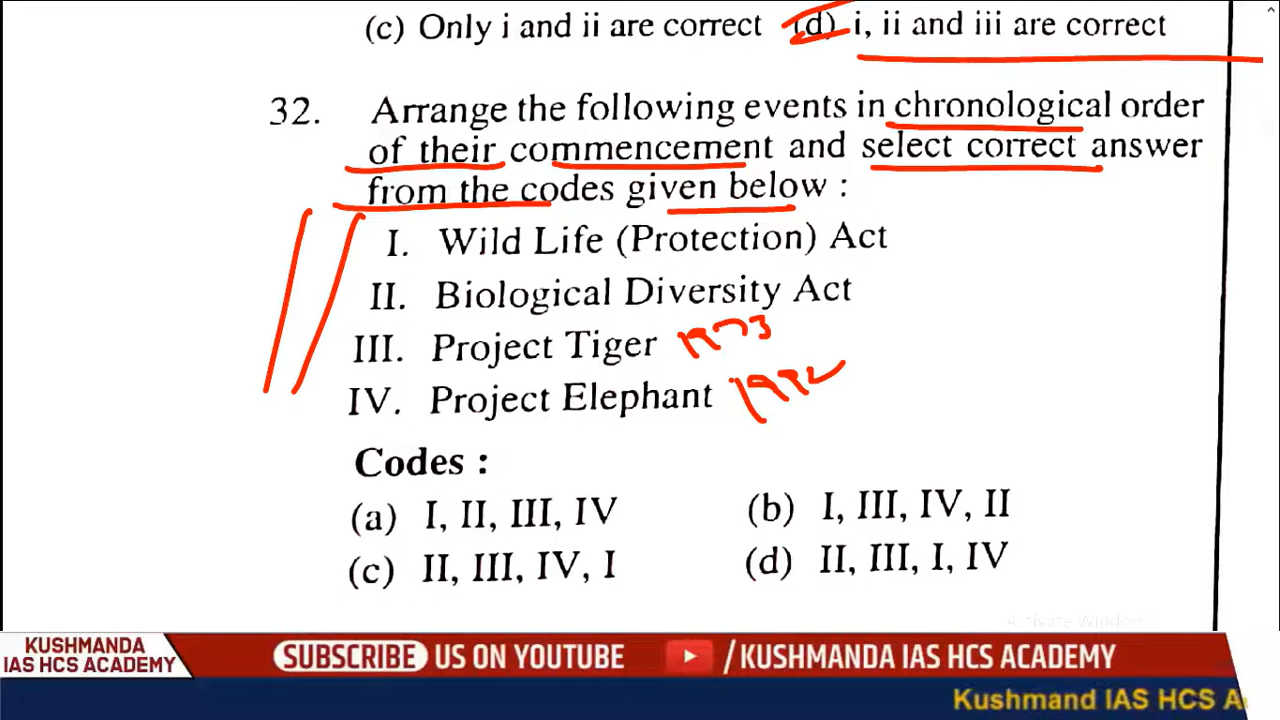 (c) Only i and ii are correct (d) i, ii and iii are correct
32. Arrange the following events in chronological order
of their commencement and select correct answer
from the codes given below :
I. Wild Life (Protection) Act
II. Biological Diversity Act
III. Project Tiger 1973
IV. Project Elephant 1992
Codes :
(a) I, II, III, IV (b) I, III, IV, II
(c) II, III, IV, I (d) II, III, I, IV
Activate Windows
KUSHMANDA
IAS HCS ACADEMY
SUBSCRIBE US ON YOUTUBE /KUSHMANDA IAS HCS ACADEMY
Kushmand IAS HCS A